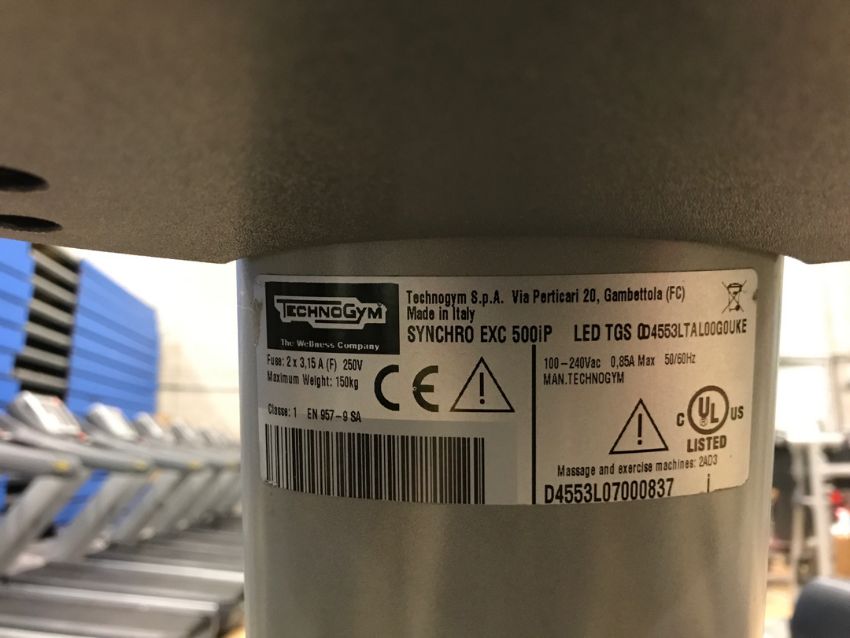 TECHNOGYM
The Wellness Company
Technogym S.p.A. Via Perticari 20, Gambettola (FC)
Made in Italy
SYNCHRO EXC 500iP LED TGS 0D4553LTAL00G0UKE
Fuse: 2 x 3,15 A (F) 250V
Maximum Weight: 150kg
Classe: 1 EN 957-9 SA
CE
100-240Vac 0,85A Max 50/60Hz
MAN.TECHNOGYM
C UL US
LISTED
Massage and exercise machines: 2AD3
D4553L07000837